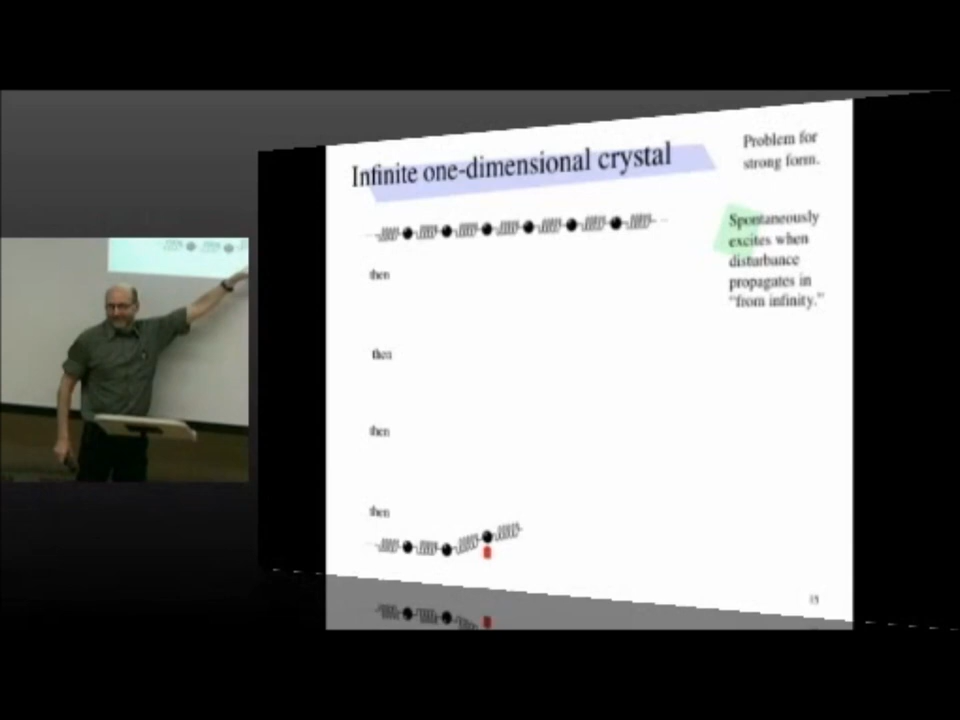 Infinite one-dimensional crystal
Problem for
strong form.
Spontaneously
excites when
disturbance
propagates in
"from infinity."
then
then
then
then
15